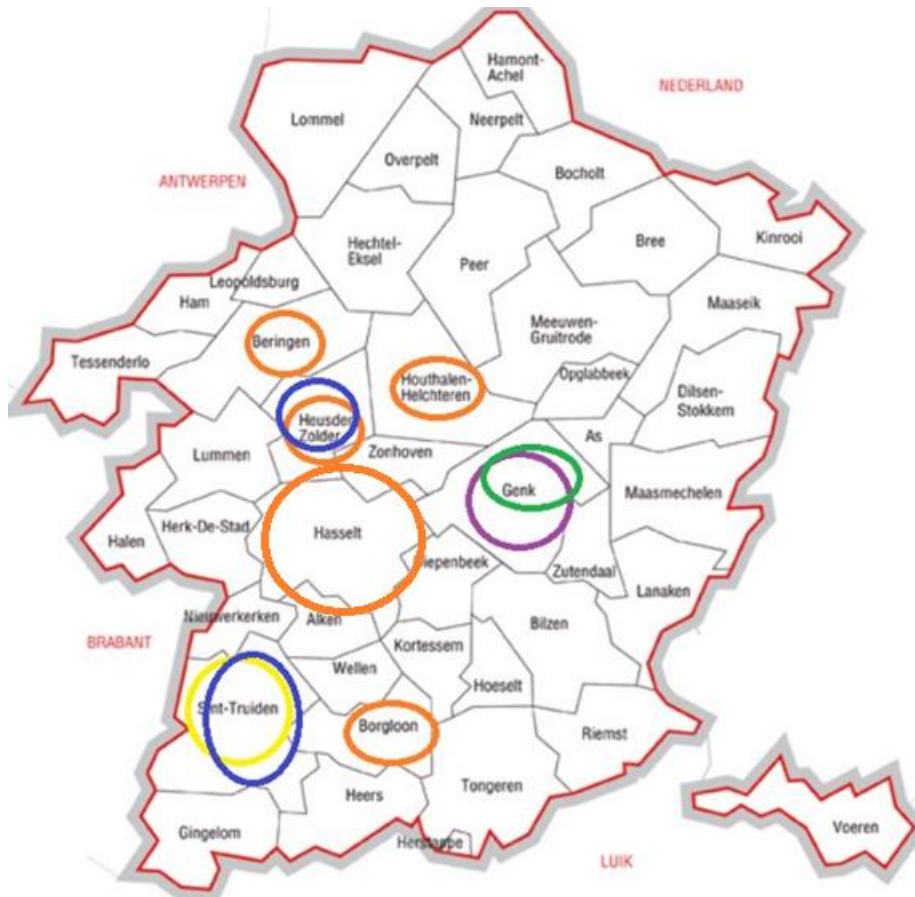 Hamont-
Achel
NEDERLAND
Lommel
Neerpelt
Overpelt
Bocholt
ANTWERPEN
Kinrooi
Bree
Hechtel-
Eksel
Peer
Leopoldsburg
Ham
Maaseik
Meeuwen-
Gruitrode
Beringen
Tessenderlo
Opglabbeek
Houthalen-
Helchteren
Dilsen-
Stokkem
Heusden
Zolder
As
Zonhoven
Lummen
Genk
Maasmechelen
Herk-De-Stad
Hasselt
Halen
Diepenbeek
Zutendaal
Lanaken
Nieuwerkerken
Alken
Bilzen
BRABANT
Kortessem
Wellen
Hoeselt
Sint-Truiden
Borgloon
Riemst
Tongeren
Heers
Voeren
Gingelom
Herstappe
LUIK